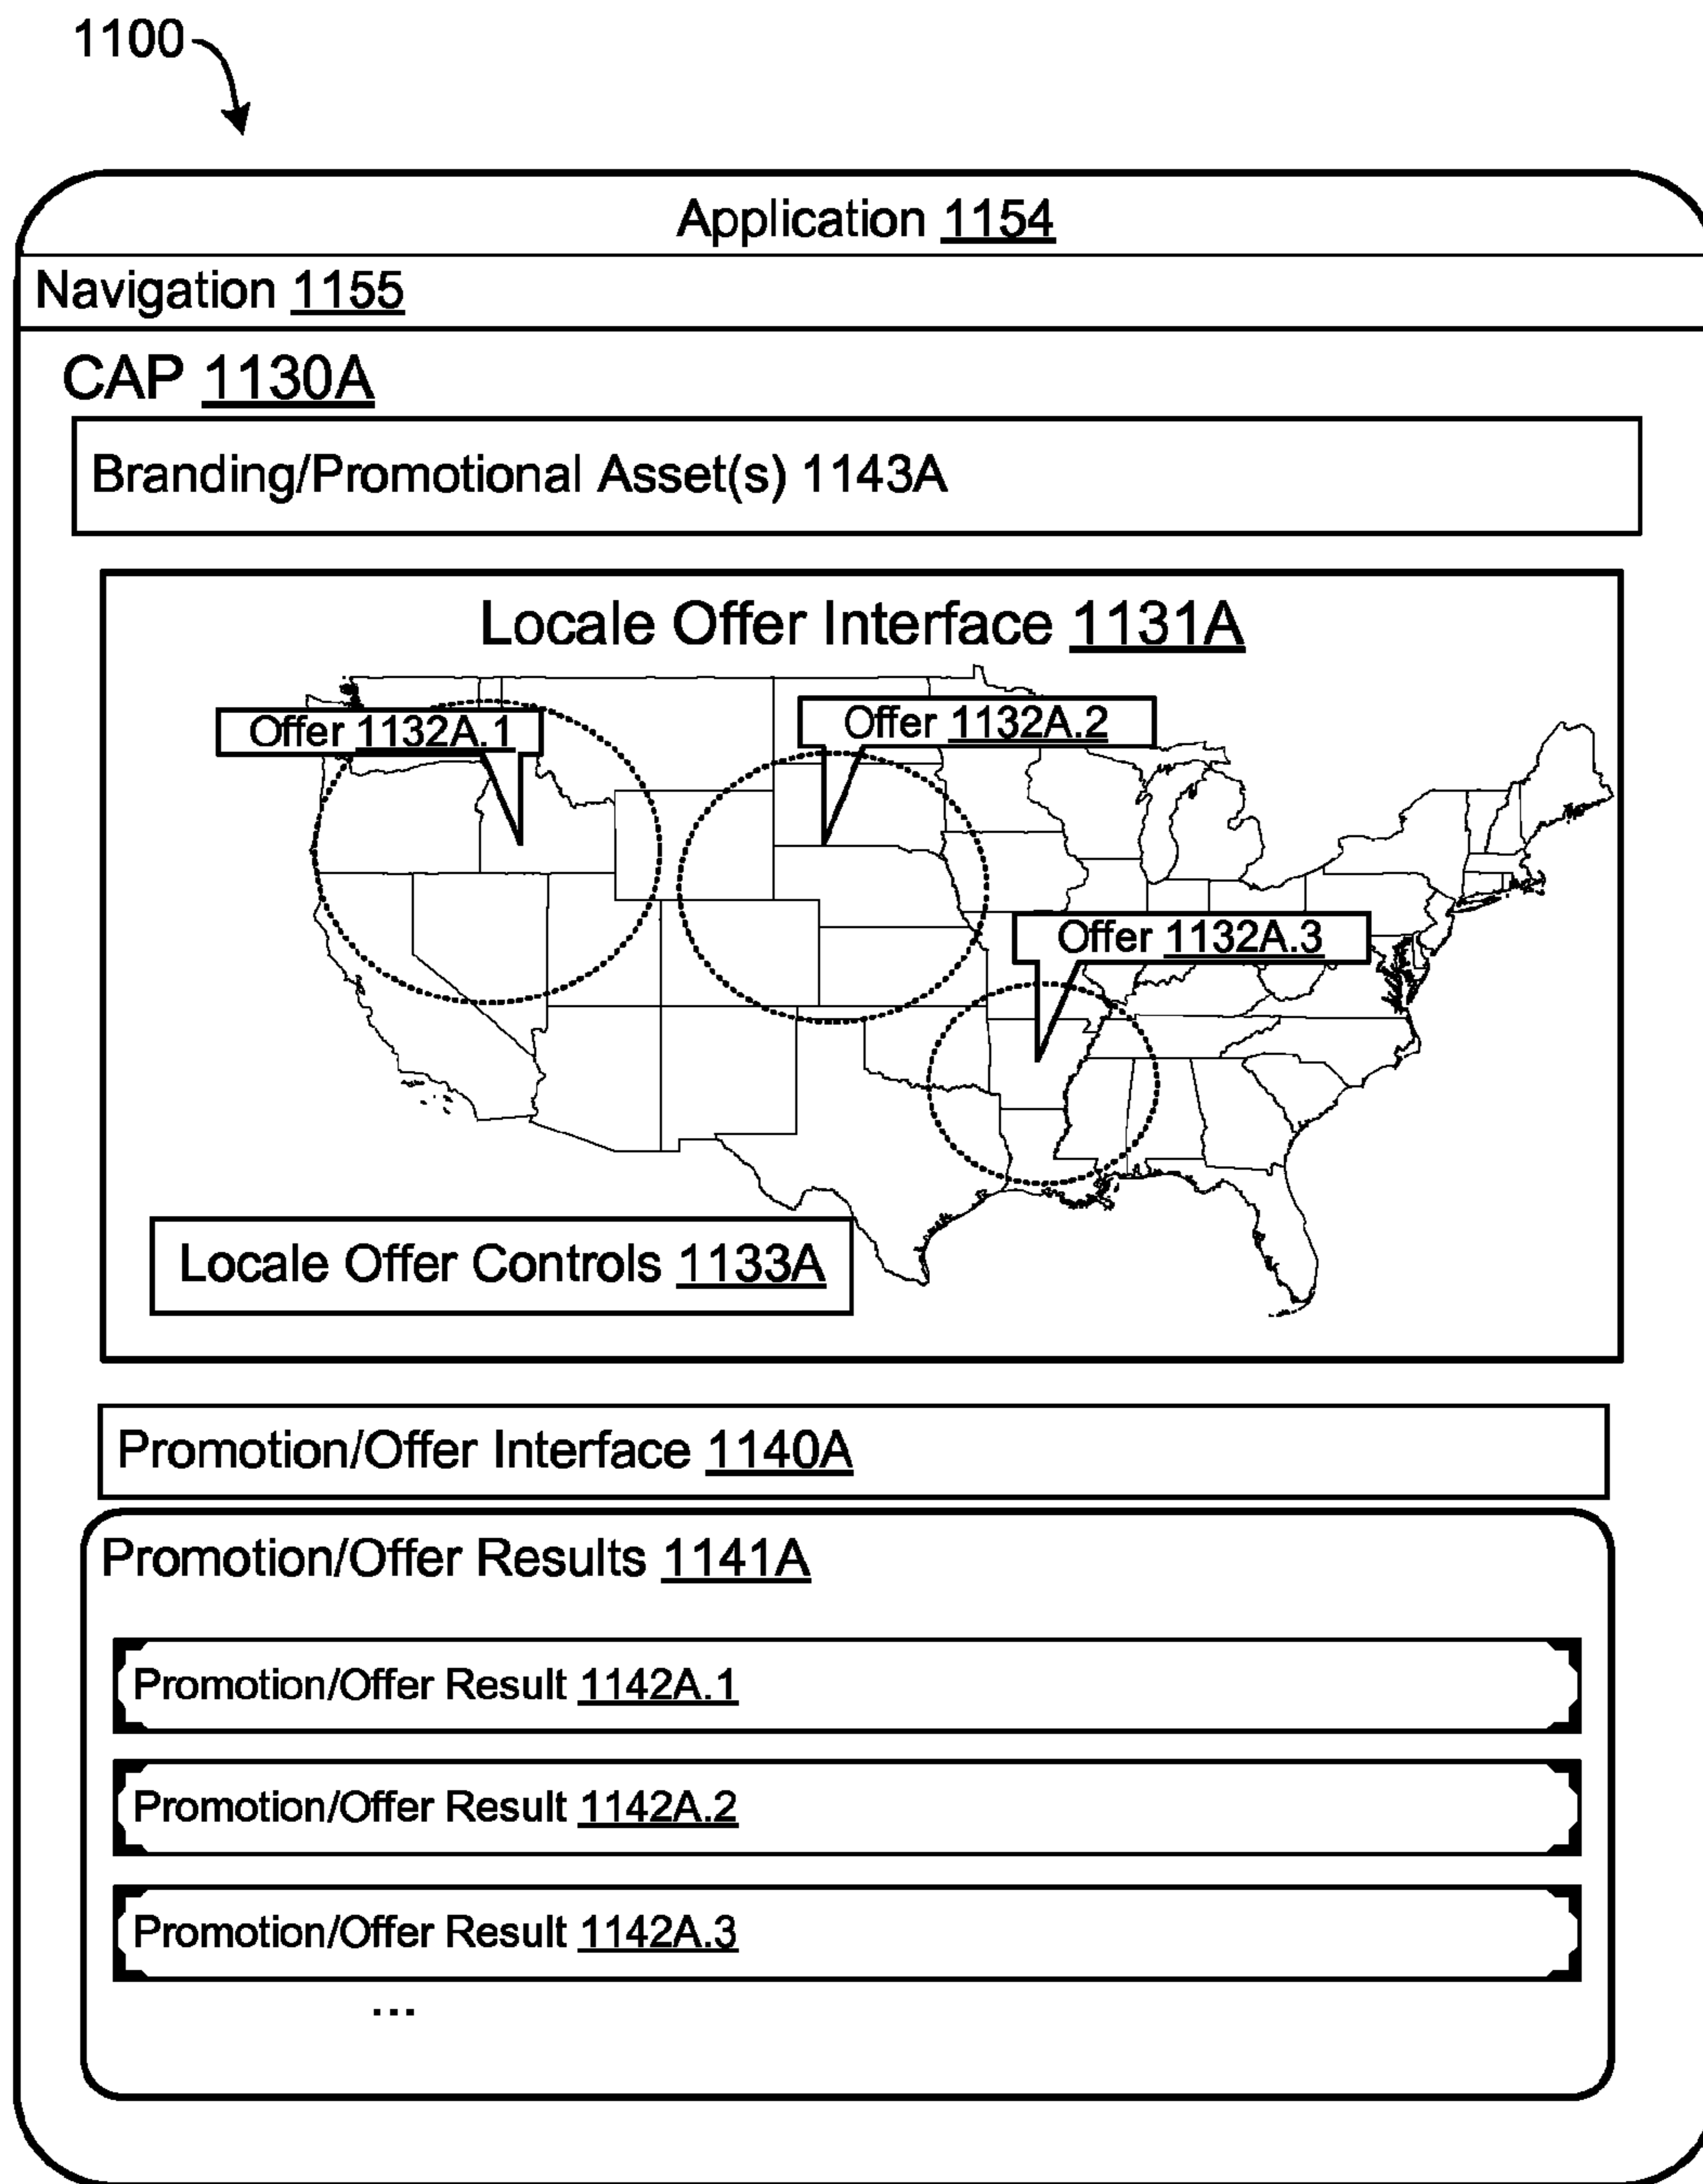 1100
Application 1154
Navigation 1155
CAP 1130A
Branding/Promotional Asset(s) 1143A
Locale Offer Interface 1131A
Offer 1132A.1
Offer 1132A.2
Offer 1132A.3
Locale Offer Controls 1133A
Promotion/Offer Interface 1140A
Promotion/Offer Results 1141A
Promotion/Offer Result 1142A.1
Promotion/Offer Result 1142A.2
Promotion/Offer Result 1142A.3
...